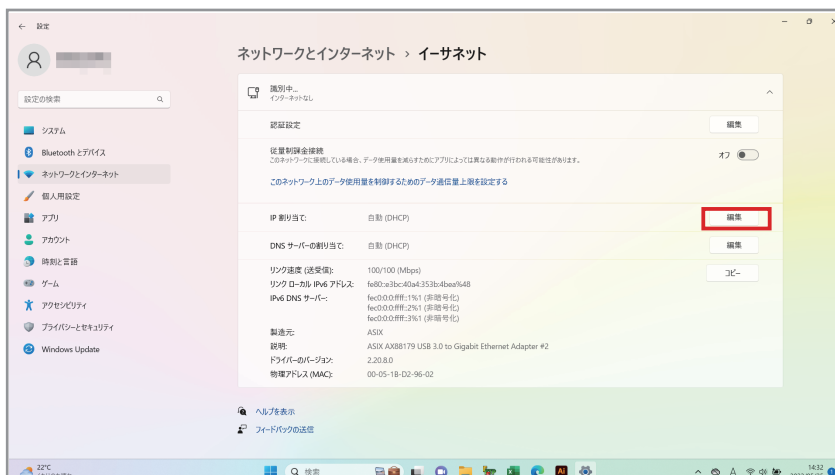 ← 設定
ネットワークとインターネット › イーサネット
設定の検索
システム
Bluetooth とデバイス
ネットワークとインターネット
個人用設定
アプリ
アカウント
時刻と言語
ゲーム
アクセシビリティ
プライバシーとセキュリティ
Windows Update
識別中...
インターネットなし
認証設定
編集
従量制課金接続
このネットワークに接続している場合、データ使用量を減らすためにアプリによっては異なる動作が行われる可能性があります。
オフ
このネットワーク上のデータ使用量を制御するためのデータ通信量上限を設定する
IP 割り当て: 自動 (DHCP)
編集
DNS サーバーの割り当て: 自動 (DHCP)
編集
リンク速度 (送受信): 100/100 (Mbps)
コピー
リンク ローカル IPv6 アドレス: fe80::e3bc:40a4:353b:4bea%48
IPv6 DNS サーバー: fec0:0:0:ffff::1%1 (非暗号化)
fec0:0:0:ffff::2%1 (非暗号化)
fec0:0:0:ffff::3%1 (非暗号化)
製造元: ASIX
説明: ASIX AX88179 USB 3.0 to Gigabit Ethernet Adapter #2
ドライバーのバージョン: 2.20.8.0
物理アドレス (MAC): 00-05-1B-D2-96-02
ヘルプを表示
フィードバックの送信
22°C
検索
Ai
A
14:32